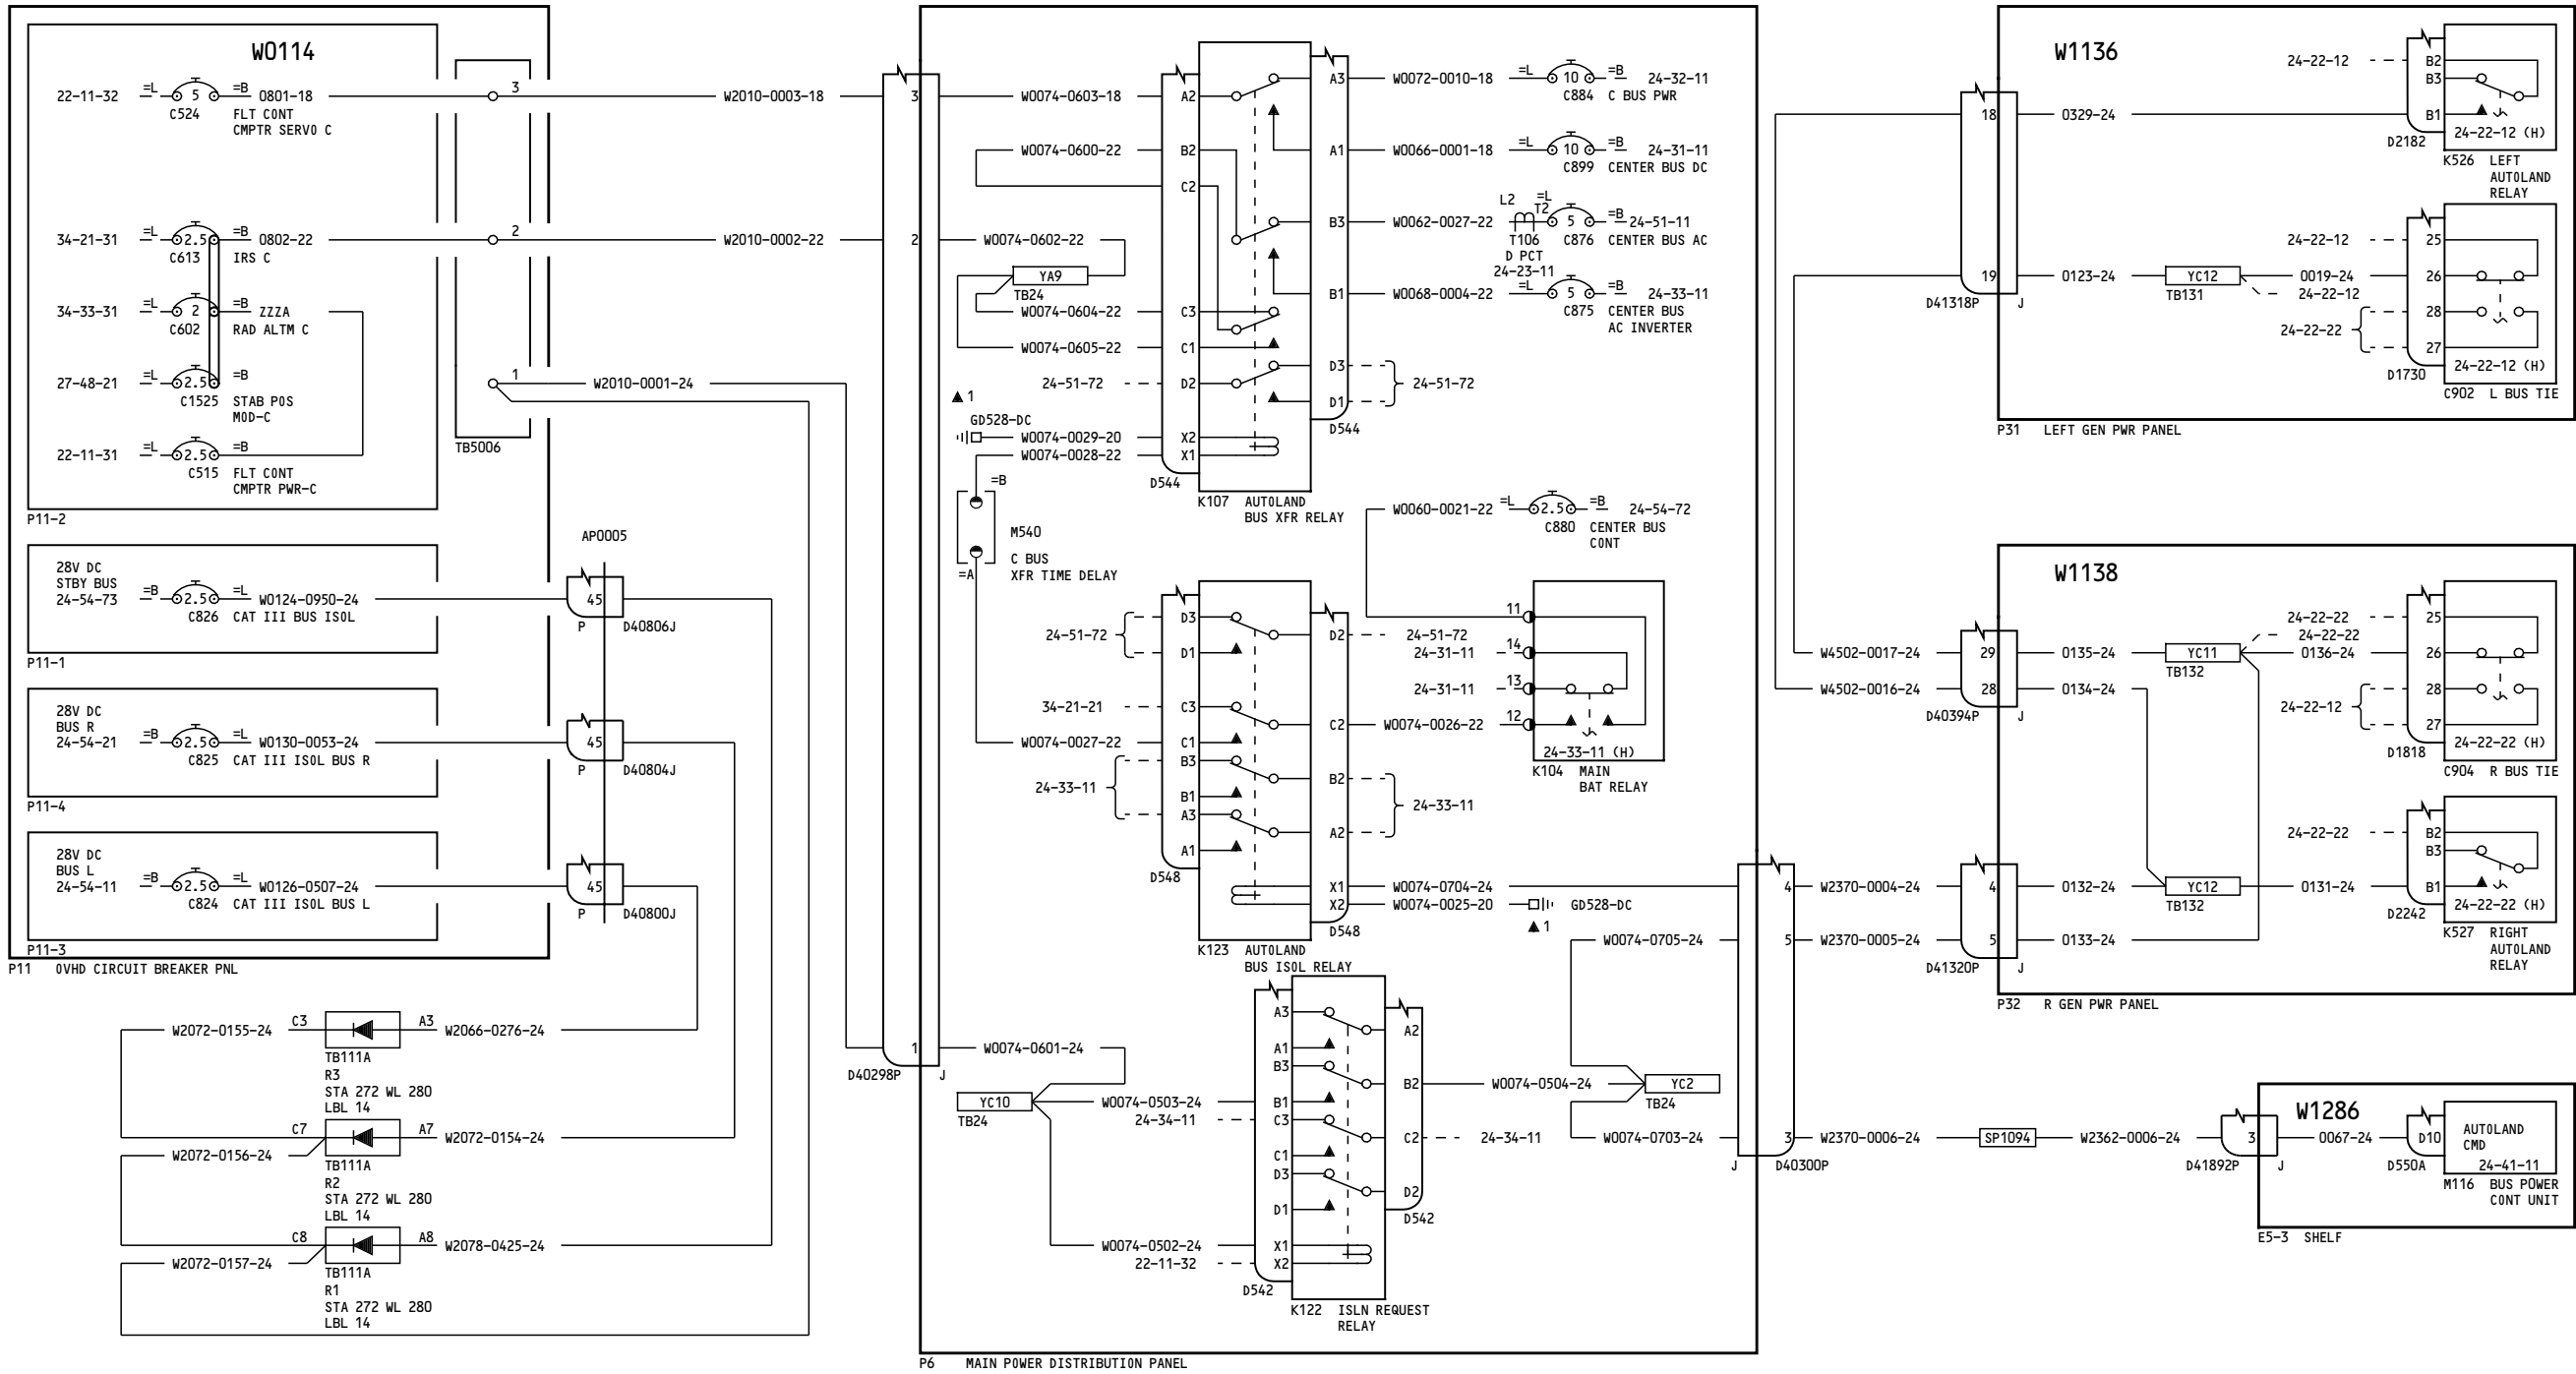 W0114
22-11-32 =L 5 =B 0801-18
C524 FLT CONT
CMPTR SERVO C
34-21-31 =L 2.5 =B 0802-22
C613 IRS C
34-33-31 =L 2 =B ZZZA
C602 RAD ALTM C
27-48-21 =L 2.5 =B
C1525 STAB POS
MOD-C
22-11-31 =L 2.5 =B
C515 FLT CONT
CMPTR PWR-C
P11-2
3
2
1
TB5006
W2010-0003-18
W2010-0002-22
W2010-0001-24
AP0005
28V DC
STBY BUS
24-54-73 =B 2.5 =L W0124-0950-24 45
C826 CAT III BUS ISOL P D40806J
P11-1
28V DC
BUS R
24-54-21 =B 2.5 =L W0130-0053-24 45
C825 CAT III ISOL BUS R P D40804J
P11-4
28V DC
BUS L
24-54-11 =B 2.5 =L W0126-0507-24 45
C824 CAT III ISOL BUS L P D40800J
P11-3
P11 OVHD CIRCUIT BREAKER PNL
W2072-0155-24 C3 A3 W2066-0276-24
TB111A
R3
STA 272 WL 280
LBL 14
C7 A7 W2072-0154-24
W2072-0156-24
TB111A
R2
STA 272 WL 280
LBL 14
C8 A8 W2078-0425-24
W2072-0157-24
TB111A
R1
STA 272 WL 280
LBL 14
3
2
1
D40298P J
W0074-0603-18 A2
W0074-0600-22 B2
C2
W0074-0602-22
YA9
TB24
W0074-0604-22 C3
W0074-0605-22 C1
24-51-72 D2
1
GD528-DC
W0074-0029-20 X2
W0074-0028-22 X1
D544
=B
M540
C BUS
XFR TIME DELAY
=A
K107 AUTOLAND
BUS XFR RELAY
A3 W0072-0010-18 =L 10 =B 24-32-11
C884 C BUS PWR
A1 W0066-0001-18 =L 10 =B 24-31-11
C899 CENTER BUS DC
L2 =L
T2
B3 W0062-0027-22 5 =B 24-51-11
T106 C876 CENTER BUS AC
D PCT
24-23-11
B1 W0068-0004-22 =L 5 =B 24-33-11
C875 CENTER BUS
AC INVERTER
D3
24-51-72
D1
D544
W0060-0021-22 =L 2.5 =B 24-54-72
C880 CENTER BUS
CONT
D3
24-51-72
D1
34-21-21 C3
W0074-0027-22 C1
B3
24-33-11
B1
A3
A1
D548
D2 24-51-72
C2 W0074-0026-22
B2
24-33-11
A2
X1 W0074-0704-24
X2 W0074-0025-20 GD528-DC
1
D548
K123 AUTOLAND
BUS ISOL RELAY
11
24-31-11 14
24-31-11 13
12
24-33-11 (H)
K104 MAIN
BAT RELAY
W0074-0705-24
W0074-0601-24
YC10
TB24
W0074-0503-24
24-34-11
W0074-0502-24
22-11-32
A3
A1
B3
B1
C3
C1
D3
D1
X1
X2
D542
A2
B2 W0074-0504-24
C2 24-34-11
D2
D542
K122 ISLN REQUEST
RELAY
YC2
TB24
W0074-0703-24
P6 MAIN POWER DISTRIBUTION PANEL
4
5
3
J D40300P
W2370-0004-24
W2370-0005-24
W2370-0006-24
W1136
18 0329-24
19 0123-24 YC12 0019-24
TB131 24-22-12
D41318P J
24-22-12 B2
B3
B1
24-22-12 (H)
D2182
K526 LEFT
AUTOLAND
RELAY
24-22-12 25
26
28
24-22-22
27
24-22-12 (H)
D1730
C902 L BUS TIE
P31 LEFT GEN PWR PANEL
W1138
24-22-22 25
24-22-22
W4502-0017-24 29 0135-24 YC11 0136-24 26
TB132
W4502-0016-24 28 0134-24 28
24-22-12
D40394P J 27
24-22-22 (H)
D1818
C904 R BUS TIE
24-22-22 B2
B3
4 0132-24 YC12 0131-24 B1
TB132 24-22-22 (H)
D2242
5 0133-24
D41320P J
K527 RIGHT
AUTOLAND
RELAY
P32 R GEN PWR PANEL
W1286
SP1094 W2362-0006-24 3 0067-24 D10 AUTOLAND
CMD
24-41-11
D41892P J D550A
M116 BUS POWER
CONT UNIT
E5-3 SHELF